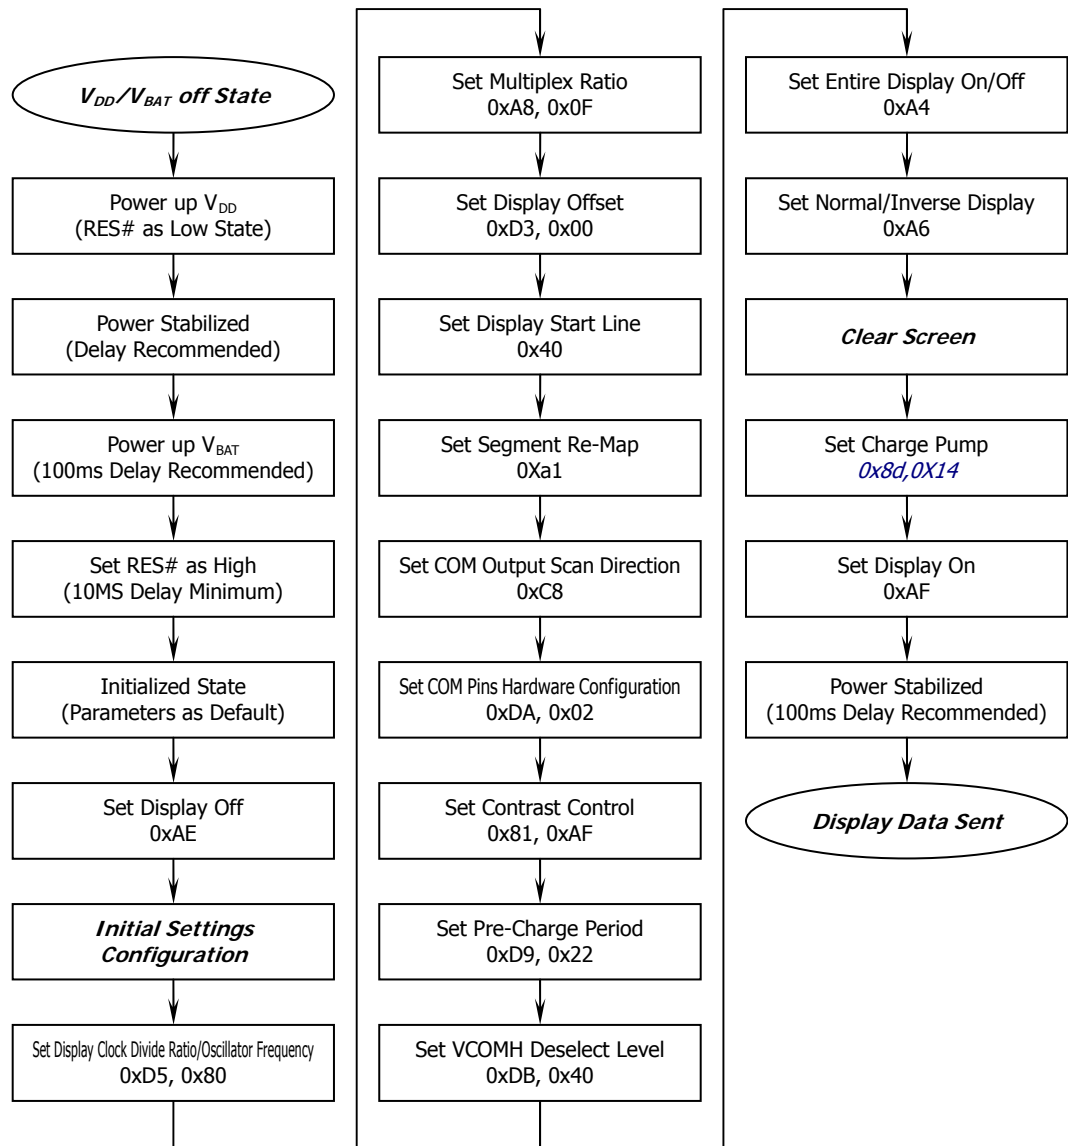 V_DD/V_BAT off State
Power up V_DD
(RES# as Low State)
Power Stabilized
(Delay Recommended)
Power up V_BAT
(100ms Delay Recommended)
Set RES# as High
(10MS Delay Minimum)
Initialized State
(Parameters as Default)
Set Display Off
0xAE
Initial Settings
Configuration
Set Display Clock Divide Ratio/Oscillator Frequency
0xD5, 0x80
Set Multiplex Ratio
0xA8, 0x0F
Set Display Offset
0xD3, 0x00
Set Display Start Line
0x40
Set Segment Re-Map
0Xa1
Set COM Output Scan Direction
0xC8
Set COM Pins Hardware Configuration
0xDA, 0x02
Set Contrast Control
0x81, 0xAF
Set Pre-Charge Period
0xD9, 0x22
Set VCOMH Deselect Level
0xDB, 0x40
Set Entire Display On/Off
0xA4
Set Normal/Inverse Display
0xA6
Clear Screen
Set Charge Pump
0x8d,0X14
Set Display On
0xAF
Power Stabilized
(100ms Delay Recommended)
Display Data Sent